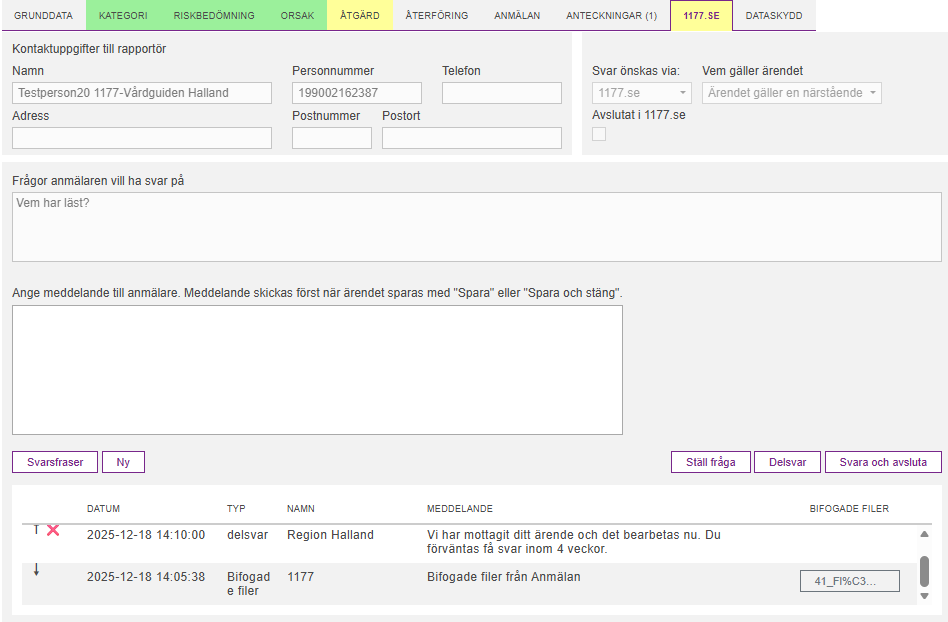 GRUNDDATA KATEGORI RISKBEDÖMNING ORSAK ÅTGÄRD ÅTERFÖRING ANMÄLAN ANTECKNINGAR (1) 1177.SE DATASKYDD
Kontaktuppgifter till rapportör
Namn Personnummer Telefon Svar önskas via: Vem gäller ärendet
Testperson20 1177-Vårdguiden Halland 199002162387 1177.se Ärendet gäller en närstående
Adress Postnummer Postort Avslutat i 1177.se
Frågor anmälaren vill ha svar på
Vem har läst?
Ange meddelande till anmälare. Meddelande skickas först när ärendet sparas med "Spara" eller "Spara och stäng".
Svarsfraser Ny Ställ fråga Delsvar Svara och avsluta
DATUM TYP NAMN MEDDELANDE BIFOGADE FILER
2025-12-18 14:10:00 delsvar Region Halland Vi har mottagit ditt ärende och det bearbetas nu. Du
förväntas få svar inom 4 veckor.
2025-12-18 14:05:38 Bifogad 1177 Bifogade filer från Anmälan 41_FI%C3...
e filer